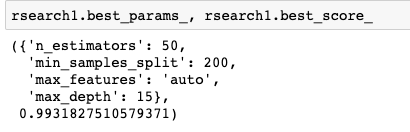 rsearch1.best_params_, rsearch1.best_score_
({'n_estimators': 50,
'min_samples_split': 200,
'max_features': 'auto',
'max_depth': 15},
0.9931827510579371)